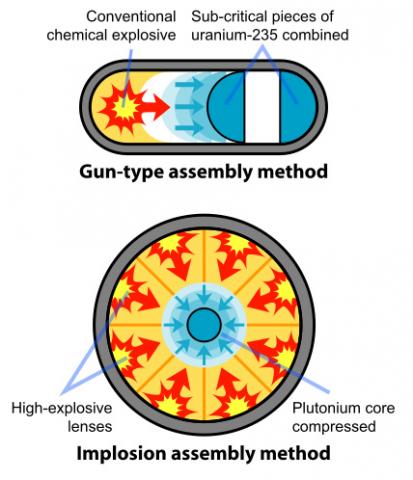 Conventional
chemical explosive
Sub-critical pieces of
uranium-235 combined
Gun-type assembly method
High-explosive
lenses
Plutonium core
compressed
Implosion assembly method